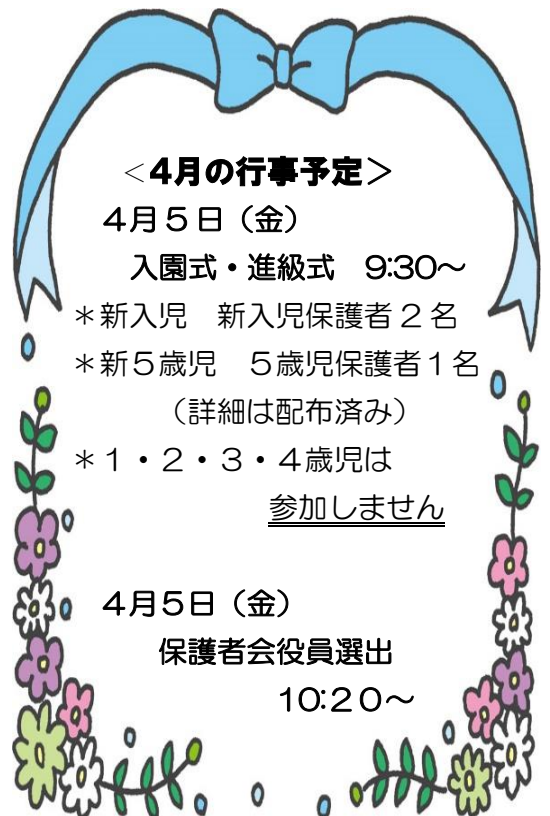 ＜4月の行事予定＞
４月５日（金）
入園式・進級式　9:30～
＊新入児　新入児保護者２名
＊新５歳児　５歳児保護者１名
（詳細は配布済み）
＊１・２・３・４歳児は
参加しません
４月５日（金）
保護者会役員選出
10:２０～